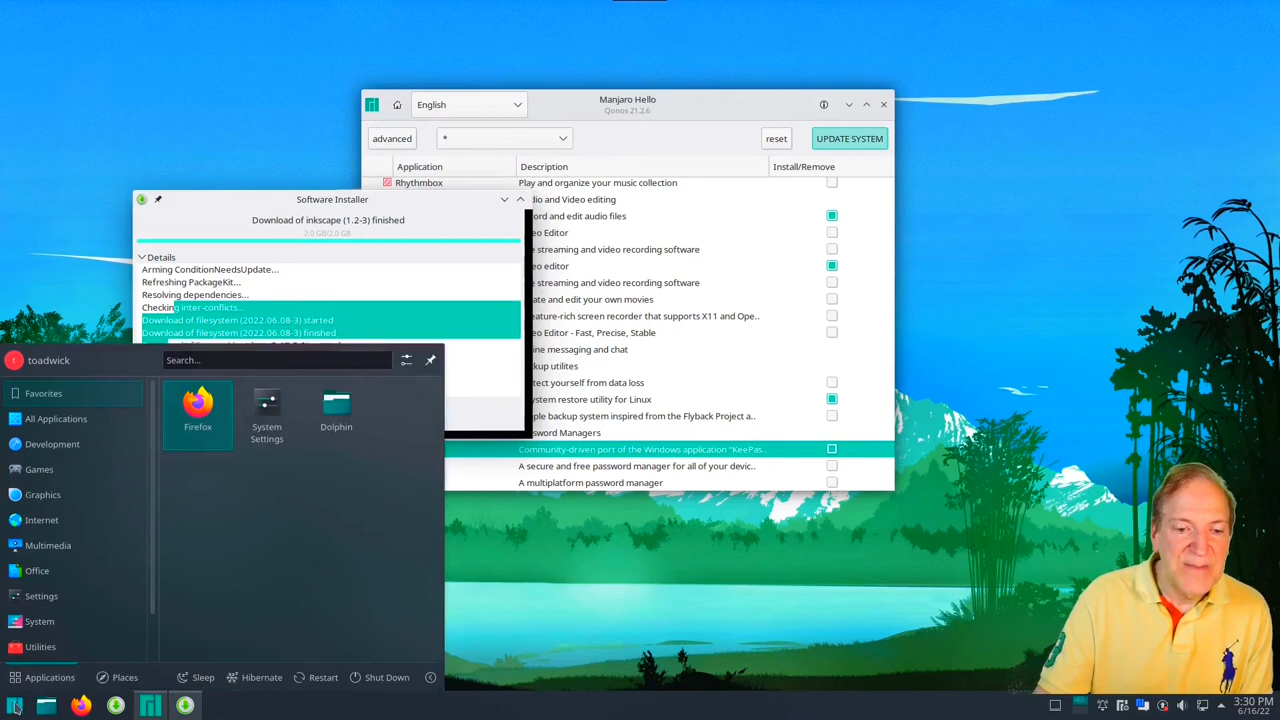 English
Manjaro Hello
Qonos 21.2.6
advanced
*
reset
UPDATE SYSTEM
Application
Description
Install/Remove
Rhythmbox
Play and organize your music collection
dio and Video editing
ord and edit audio files
eo Editor
e streaming and video recording software
eo editor
e streaming and video recording software
ate and edit your own movies
eature-rich screen recorder that supports X11 and Ope..
Video Editor - Fast, Precise, Stable
ine messaging and chat
kup utilites
tect yourself from data loss
ystem restore utility for Linux
ple backup system inspired from the Flyback Project a..
sword Managers
Community-driven port of the Windows application "KeePas..
A secure and free password manager for all of your devic..
A multiplatform password manager
Software Installer
Download of inkscape (1.2-3) finished
2.0 GB/2.0 GB
Details
Arming ConditionNeedsUpdate...
Refreshing PackageKit...
Resolving dependencies...
Checking inter-conflicts...
Download of filesystem (2022.06.08-3) started
Download of filesystem (2022.06.08-3) finished
t
toadwick
Search...
Favorites
All Applications
Development
Games
Graphics
Internet
Multimedia
Office
Settings
System
Utilities
Firefox
System Settings
Dolphin
Applications
Places
Sleep
Hibernate
Restart
Shut Down
3:30 PM
6/16/22